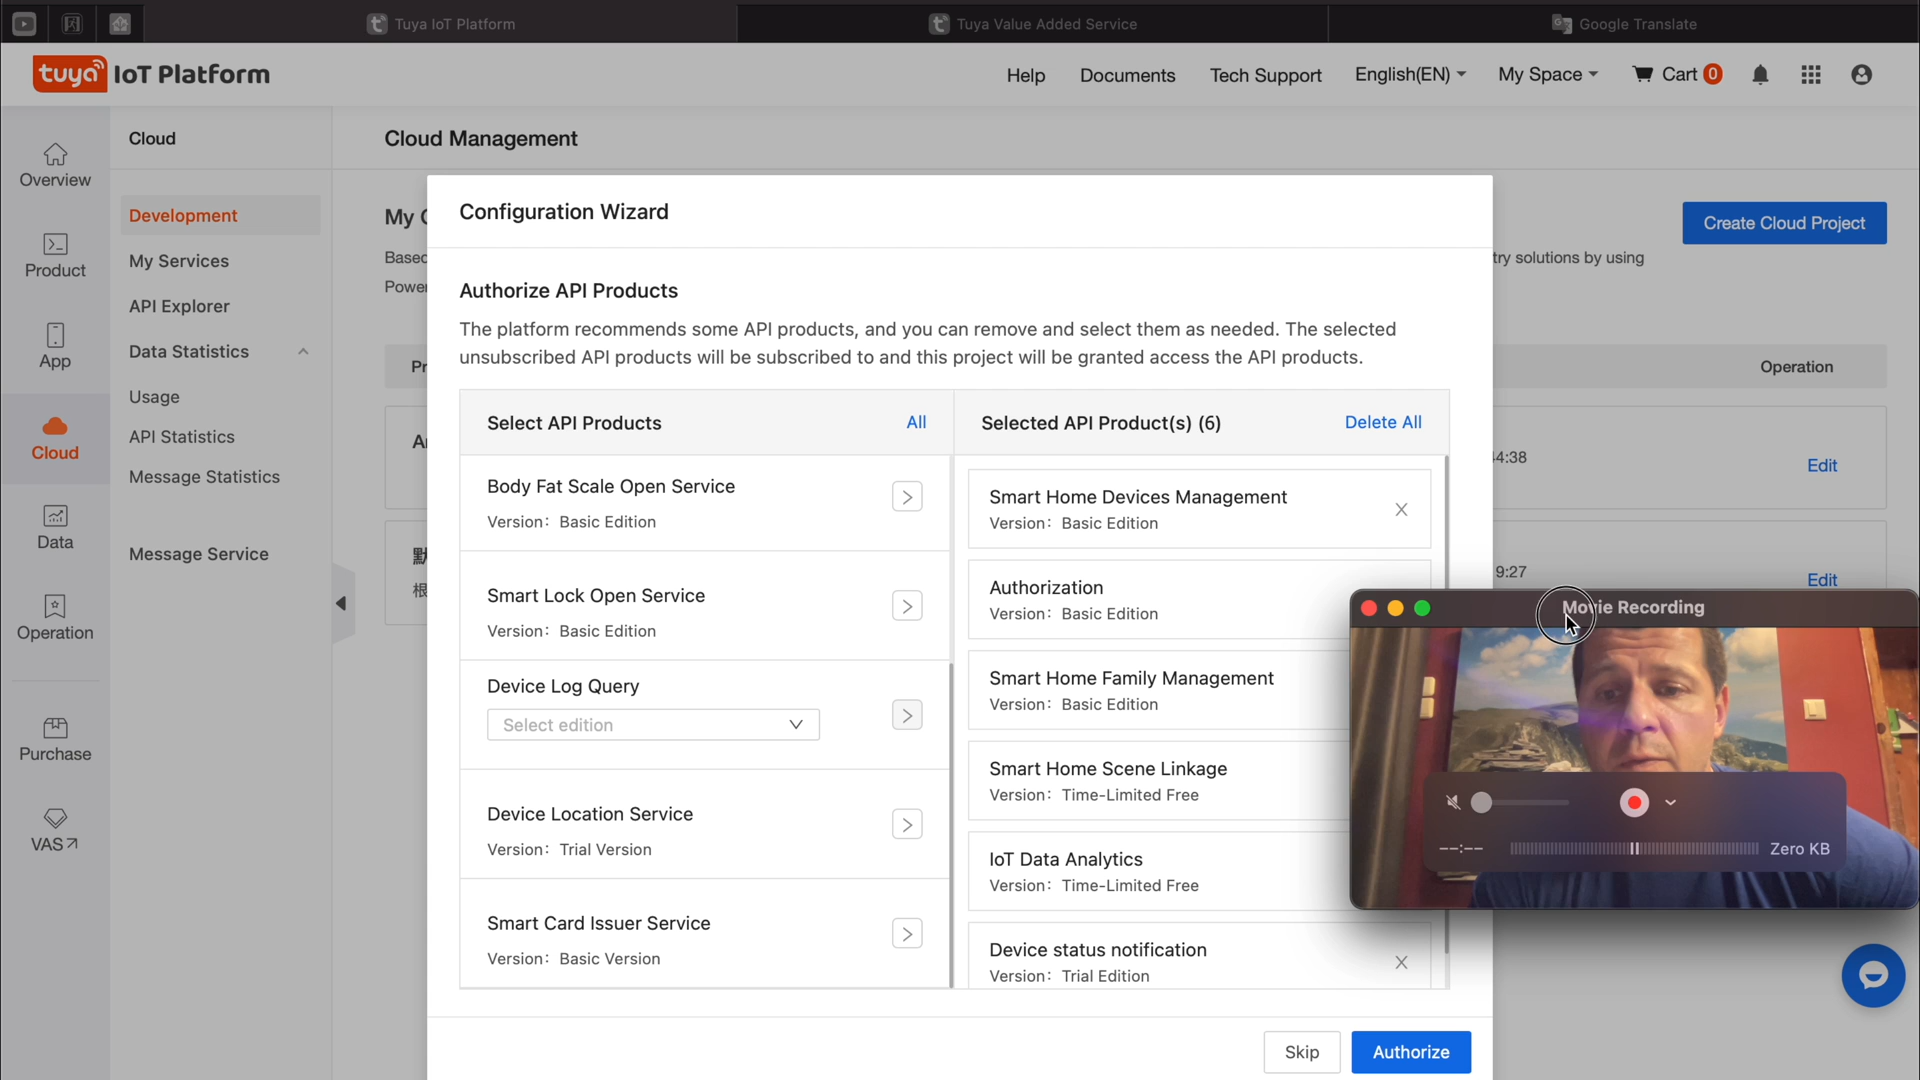 Tuya IoT Platform
Tuya Value Added Service
Google Translate
tuya IoT Platform
Help
Documents
Tech Support
English(EN)
My Space
Cart 0
Overview
Product
App
Cloud
Data
Operation
Purchase
VAS
Cloud
Development
My Services
API Explorer
Data Statistics
Usage
API Statistics
Message Statistics
Message Service
Cloud Management
My C
Create Cloud Project
Based
try solutions by using
Power
Pr
Operation
A
4:38
Edit
默
根
9:27
Edit
Configuration Wizard
Authorize API Products
The platform recommends some API products, and you can remove and select them as needed. The selected
unsubscribed API products will be subscribed to and this project will be granted access the API products.
Select API Products
All
Body Fat Scale Open Service
Version: Basic Edition
Smart Lock Open Service
Version: Basic Edition
Device Log Query
Select edition
Device Location Service
Version: Trial Version
Smart Card Issuer Service
Version: Basic Version
Selected API Product(s) (6)
Delete All
Smart Home Devices Management
Version: Basic Edition
Authorization
Version: Basic Edition
Smart Home Family Management
Version: Basic Edition
Smart Home Scene Linkage
Version: Time-Limited Free
IoT Data Analytics
Version: Time-Limited Free
Device status notification
Version: Trial Edition
Skip
Authorize
Movie Recording
--:--
Zero KB